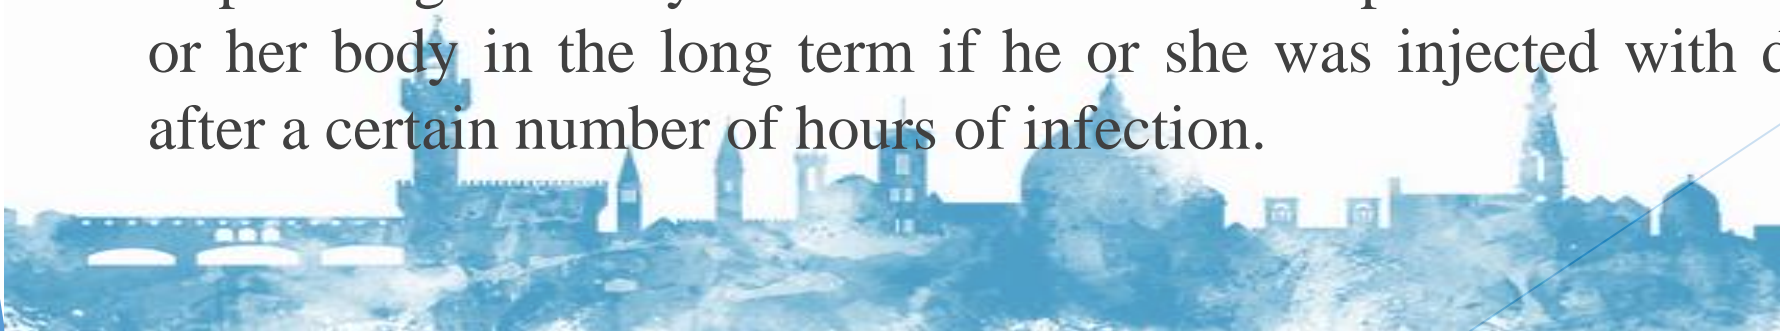 or her body in the long term if he or she was injected with
after a certain number of hours of infection.